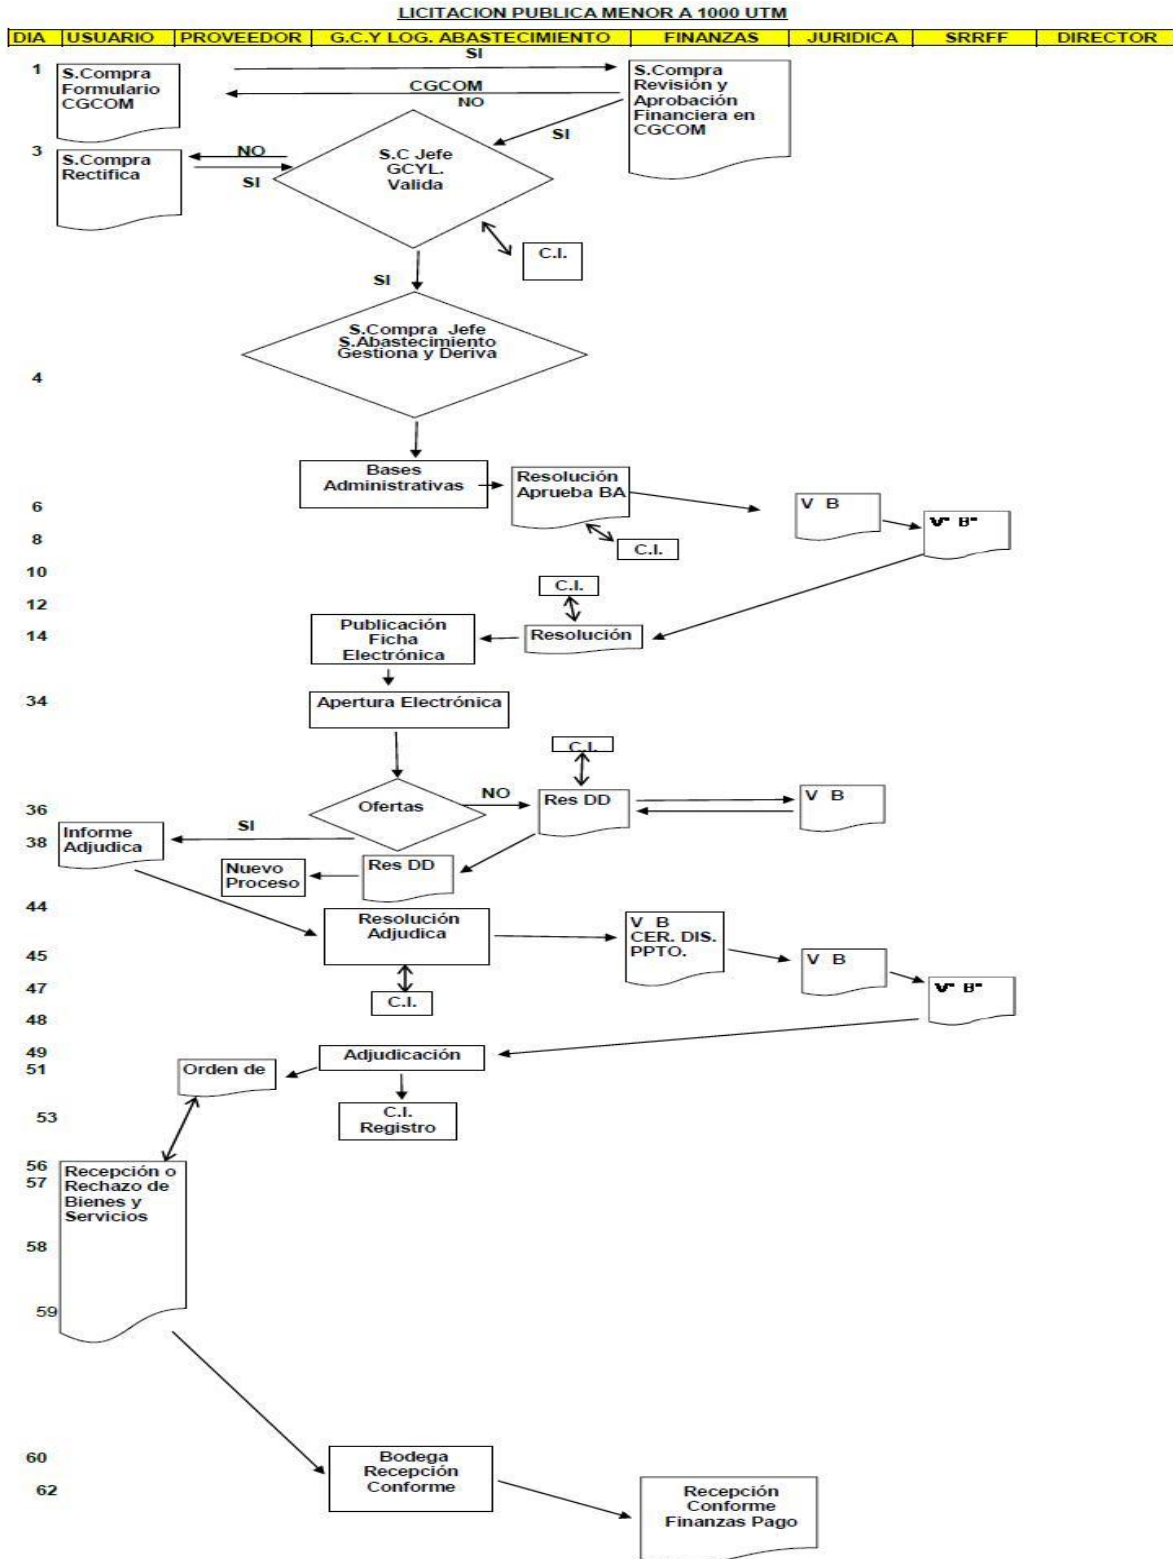 LICITACION PUBLICA MENOR A 1000 UTM
DIA USUARIO PROVEEDOR G.C.Y LOG. ABASTECIMIENTO FINANZAS JURIDICA SRRFF DIRECTOR
SI
1
S.Compra
Formulario
CGCOM
CGCOM
NO
S.Compra
Revisión y
Aprobación
Financiera en
CGCOM
SI
3
S.Compra
Rectifica
NO
SI
S.C Jefe
GCYL.
Valida
C.I.
SI
S.Compra Jefe
S.Abastecimiento
Gestiona y Deriva
4
Bases
Administrativas
Resolución
Aprueba BA
6
V B
V° B°
8
C.I.
10
C.I.
12
14
Publicación
Ficha
Electrónica
Resolución
34
Apertura Electrónica
C.I.
Ofertas
NO
Res DD
V B
36
SI
38
Informe
Adjudica
Nuevo
Proceso
Res DD
44
Resolución
Adjudica
V B
CER. DIS.
PPTO.
45
V B
47
C.I.
V° B°
48
49
Adjudicación
51
Orden de
53
C.I.
Registro
56
57
Recepción o
Rechazo de
Bienes y
Servicios
58
59
60
Bodega
Recepción
Conforme
62
Recepción
Conforme
Finanzas Pago